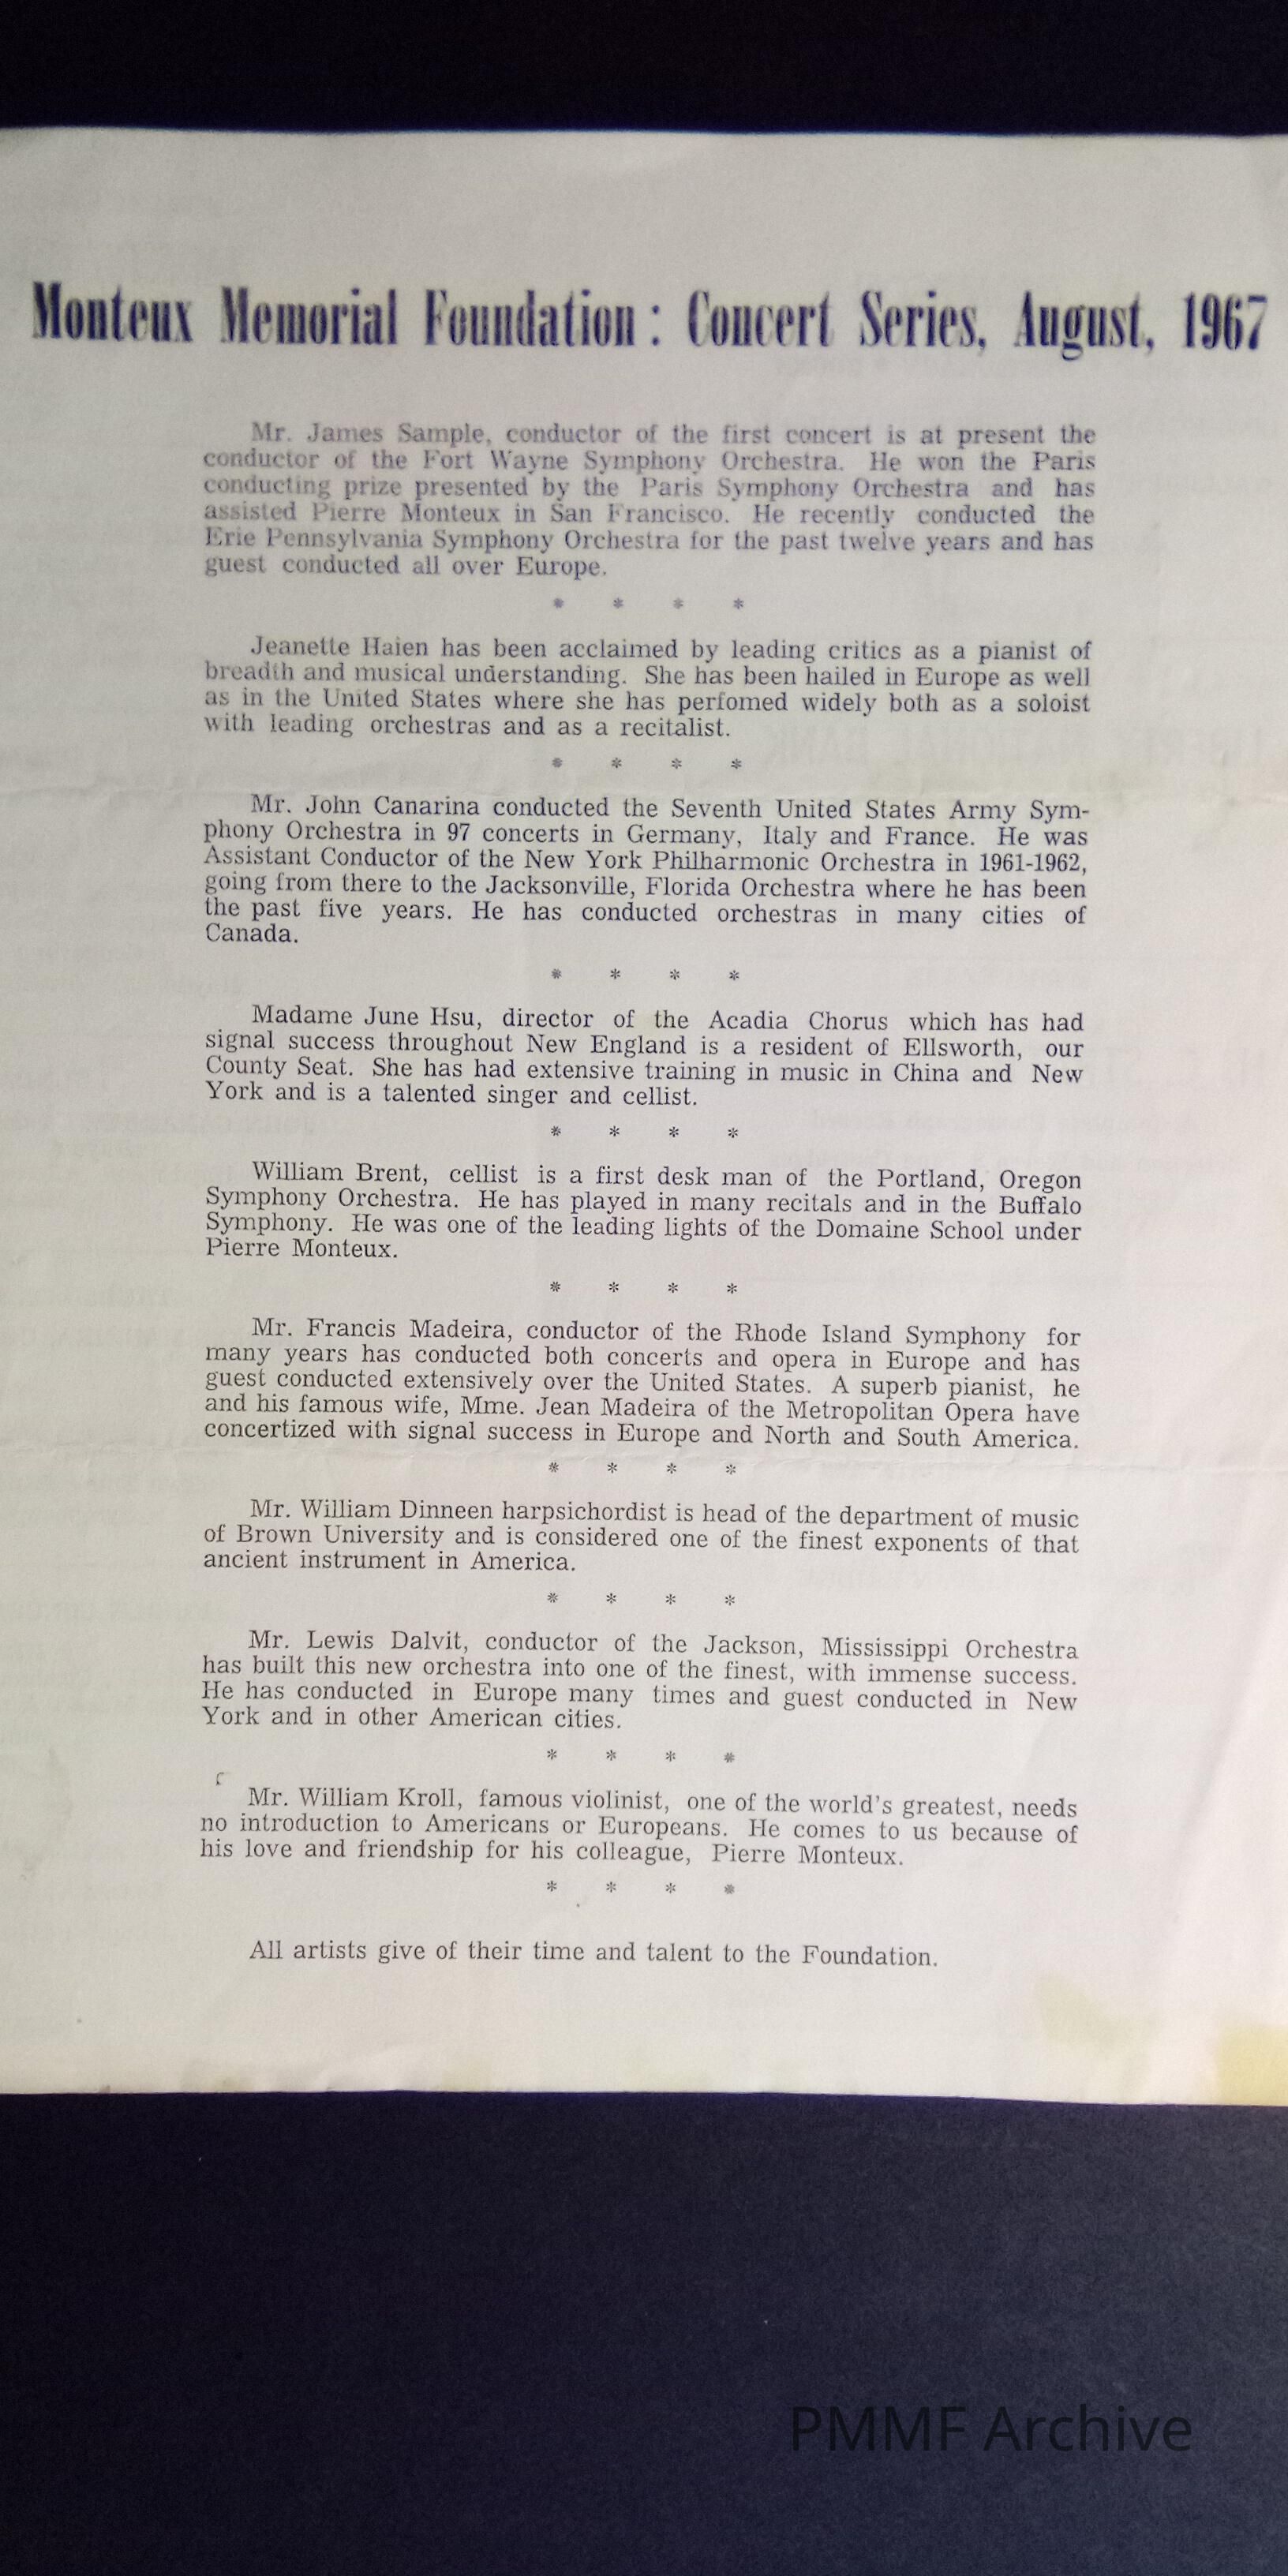 Monteux Memorial Foundation: Concert Series, August, 1967
Mr. James Sample, conductor of the first concert is at present the
conductor of the Fort Wayne Symphony Orchestra. He won the Paris
conducting prize presented by the Paris Symphony Orchestra and has
assisted Pierre Monteux in San Francisco. He recently conducted the
Erie Pennsylvania Symphony Orchestra for the past twelve years and has
guest conducted all over Europe.
* * * *
Jeanette Haien has been acclaimed by leading critics as a pianist of
breadth and musical understanding. She has been hailed in Europe as well
as in the United States where she has perfomed widely both as a soloist
with leading orchestras and as a recitalist.
* * * *
Mr. John Canarina conducted the Seventh United States Army Sym-
phony Orchestra in 97 concerts in Germany, Italy and France. He was
Assistant Conductor of the New York Philharmonic Orchestra in 1961-1962,
going from there to the Jacksonville, Florida Orchestra where he has been
the past five years. He has conducted orchestras in many cities of
Canada.
* * * *
Madame June Hsu, director of the Acadia Chorus which has had
signal success throughout New England is a resident of Ellsworth, our
County Seat. She has had extensive training in music in China and New
York and is a talented singer and cellist.
* * * *
William Brent, cellist is a first desk man of the Portland, Oregon
Symphony Orchestra. He has played in many recitals and in the Buffalo
Symphony. He was one of the leading lights of the Domaine School under
Pierre Monteux.
* * * *
Mr. Francis Madeira, conductor of the Rhode Island Symphony for
many years has conducted both concerts and opera in Europe and has
guest conducted extensively over the United States. A superb pianist, he
and his famous wife, Mme. Jean Madeira of the Metropolitan Opera have
concertized with signal success in Europe and North and South America.
* * * *
Mr. William Dinneen harpsichordist is head of the department of music
of Brown University and is considered one of the finest exponents of that
ancient instrument in America.
* * * *
Mr. Lewis Dalvit, conductor of the Jackson, Mississippi Orchestra
has built this new orchestra into one of the finest, with immense success.
He has conducted in Europe many times and guest conducted in New
York and in other American cities.
* * * *
Mr. William Kroll, famous violinist, one of the world's greatest, needs
no introduction to Americans or Europeans. He comes to us because of
his love and friendship for his colleague, Pierre Monteux.
* * * *
All artists give of their time and talent to the Foundation.
PMMF Archive